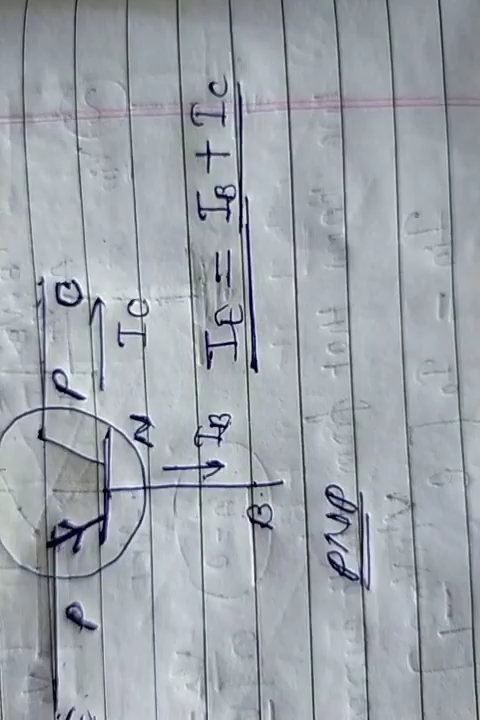 P N P C
I_C
I_B
B
I_E = I_B + I_C
PNP